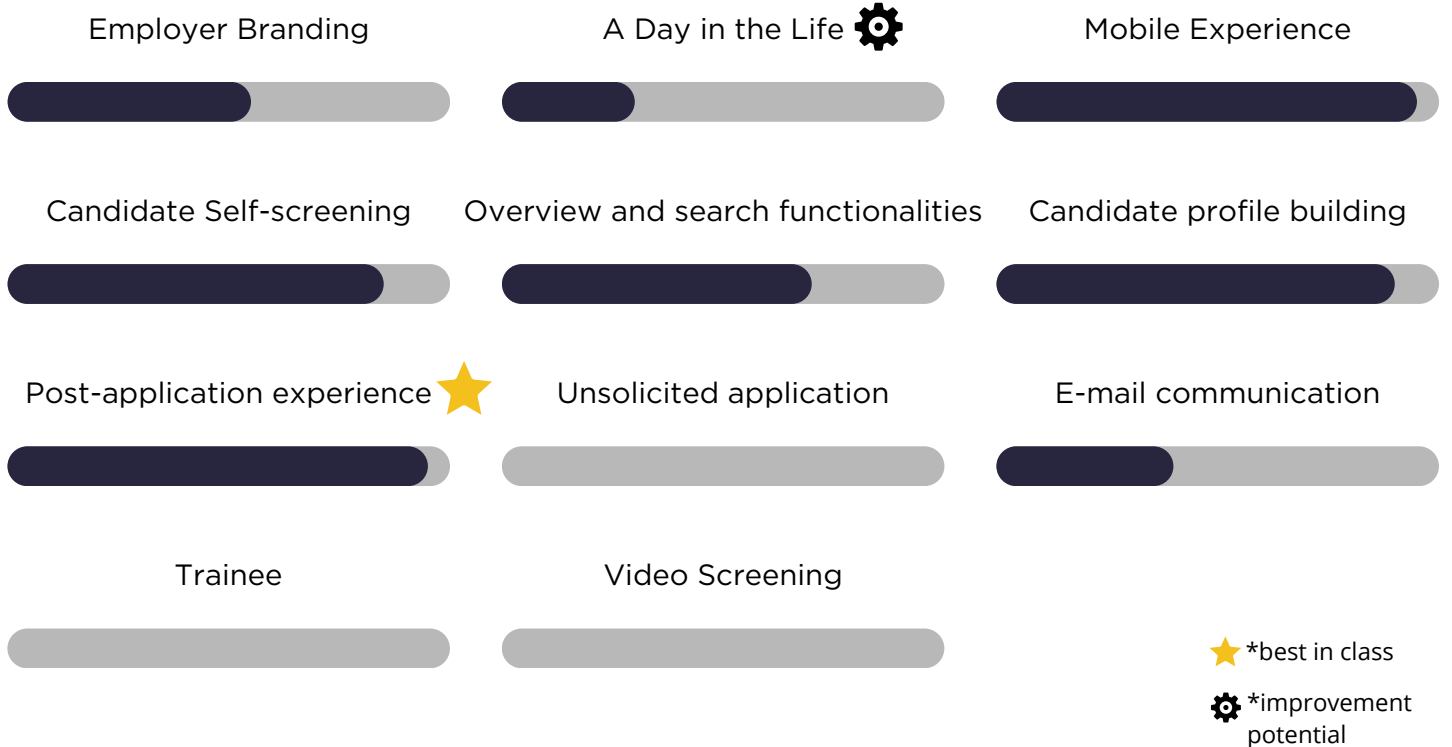 Employer Branding
A Day in the Life
Mobile Experience
Candidate Self-screening
Overview and search functionalities
Candidate profile building
Post-application experience
Unsolicited application
E-mail communication
Trainee
Video Screening
*best in class
*improvement
potential